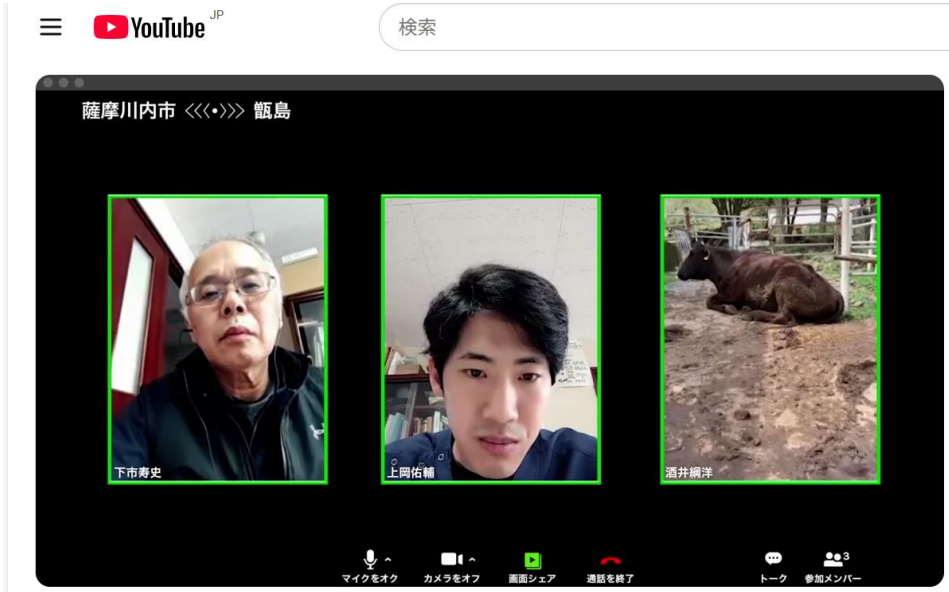 YouTube JP
検索
薩摩川内市 <<<•>>> 甑島
下市寿史
上岡佑輔
酒井綱洋
マイクをオク
カメラをオフ
画面シェア
通話を終了
トーク
3
参加メンバー